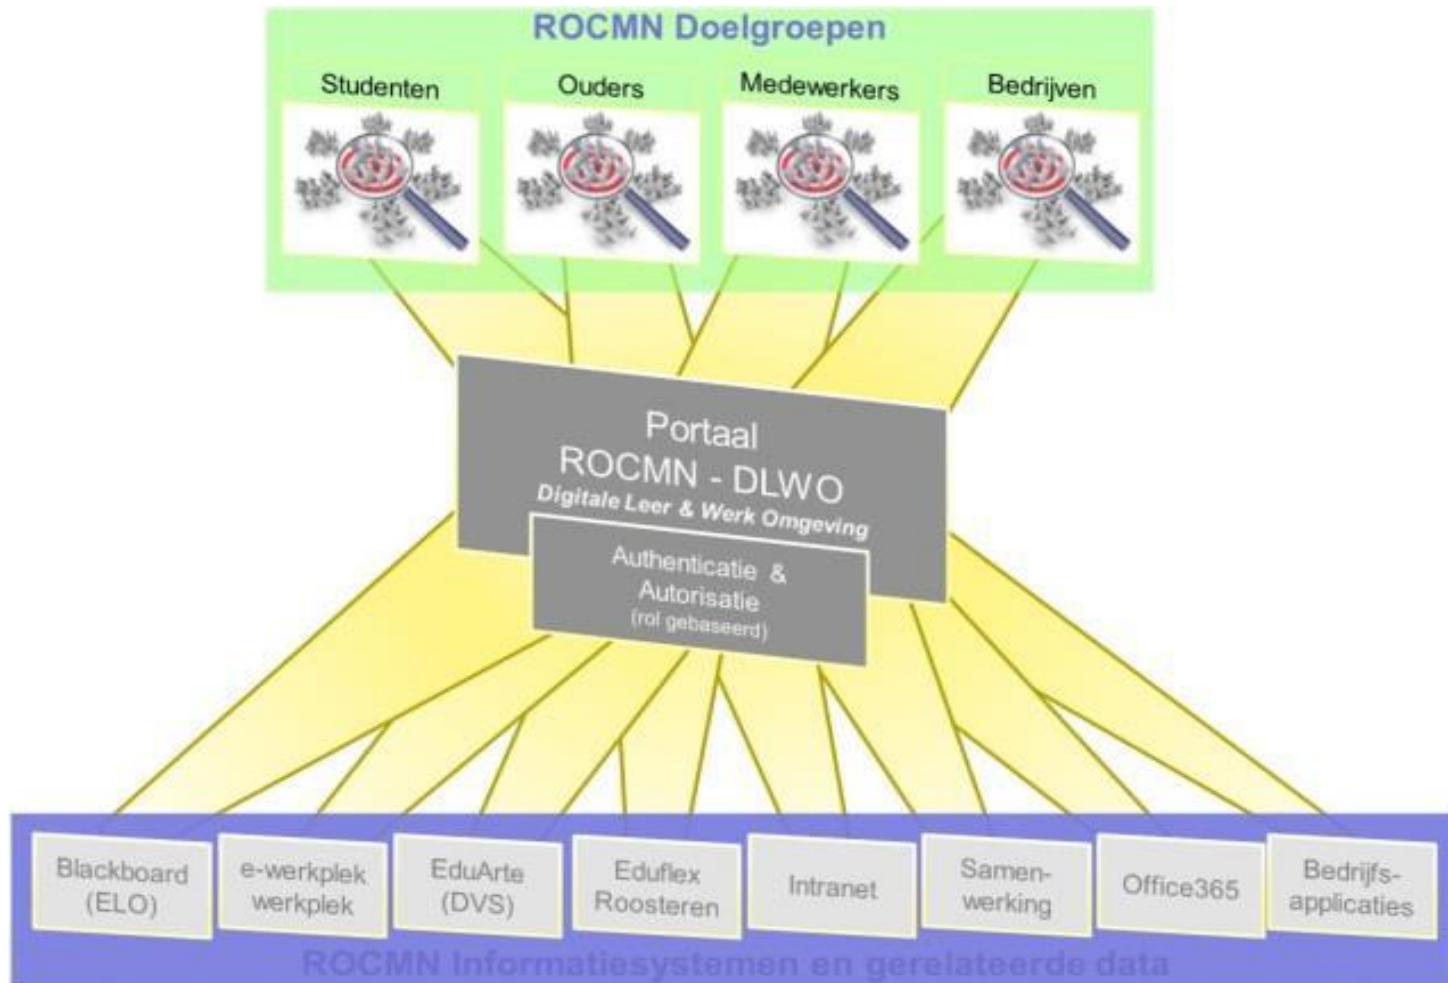 ROCMN Doelgroepen
Studenten
Ouders
Medewerkers
Bedrijven
Portaal
ROCMN - DLWO
Digitale Leer & Werk Omgeving
Authenticatie &
Autorisatie
(rol gebaseerd)
Blackboard
(ELO)
e-werkplek
werkplek
EduArte
(DVS)
Eduflex
Roosteren
Intranet
Samen-
werking
Office365
Bedrijfs-
applicaties
ROCMN Informatiesystemen en gerelateerde data